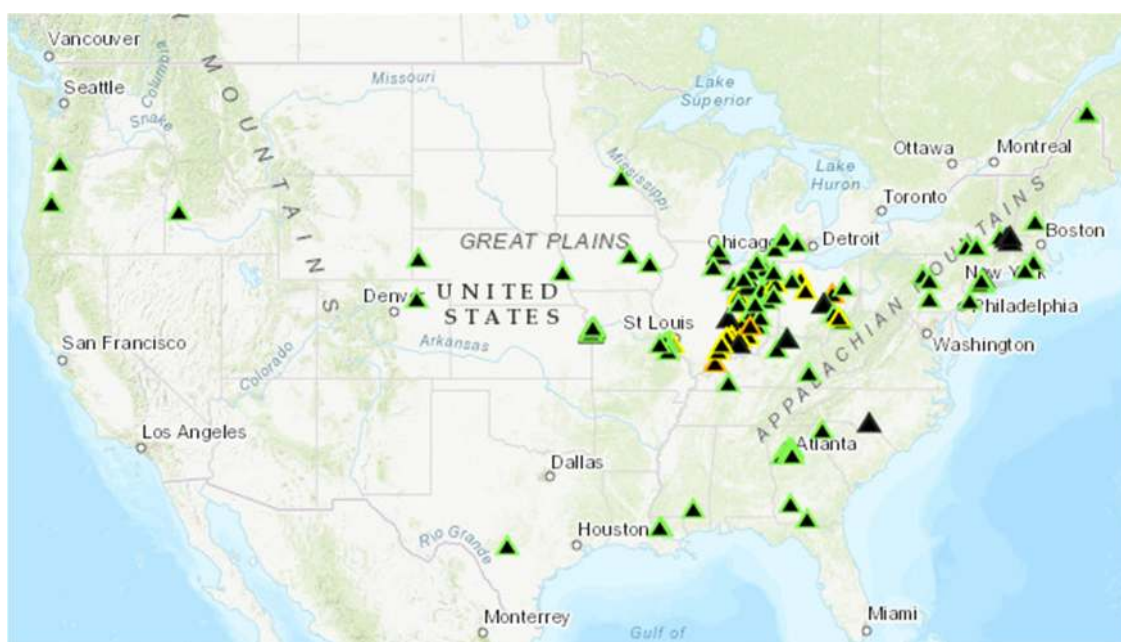 Vancouver
Seattle
Columbia
Snake
MOUNTAINS
Missouri
Mississippi
Lake
Superior
Lake
Huron
Ottawa
Montreal
Toronto
Boston
GREAT PLAINS
Chicag
Detroit
New York
Philadelphia
Washington
APPALACHIAN MOUNTAINS
Denv
UNITED
STATES
St Louis
San Francisco
Colorado
Arkansas
Los Angeles
Atlanta
Dallas
Houston
Rio Grande
Monterrey
Miami
Gulf of